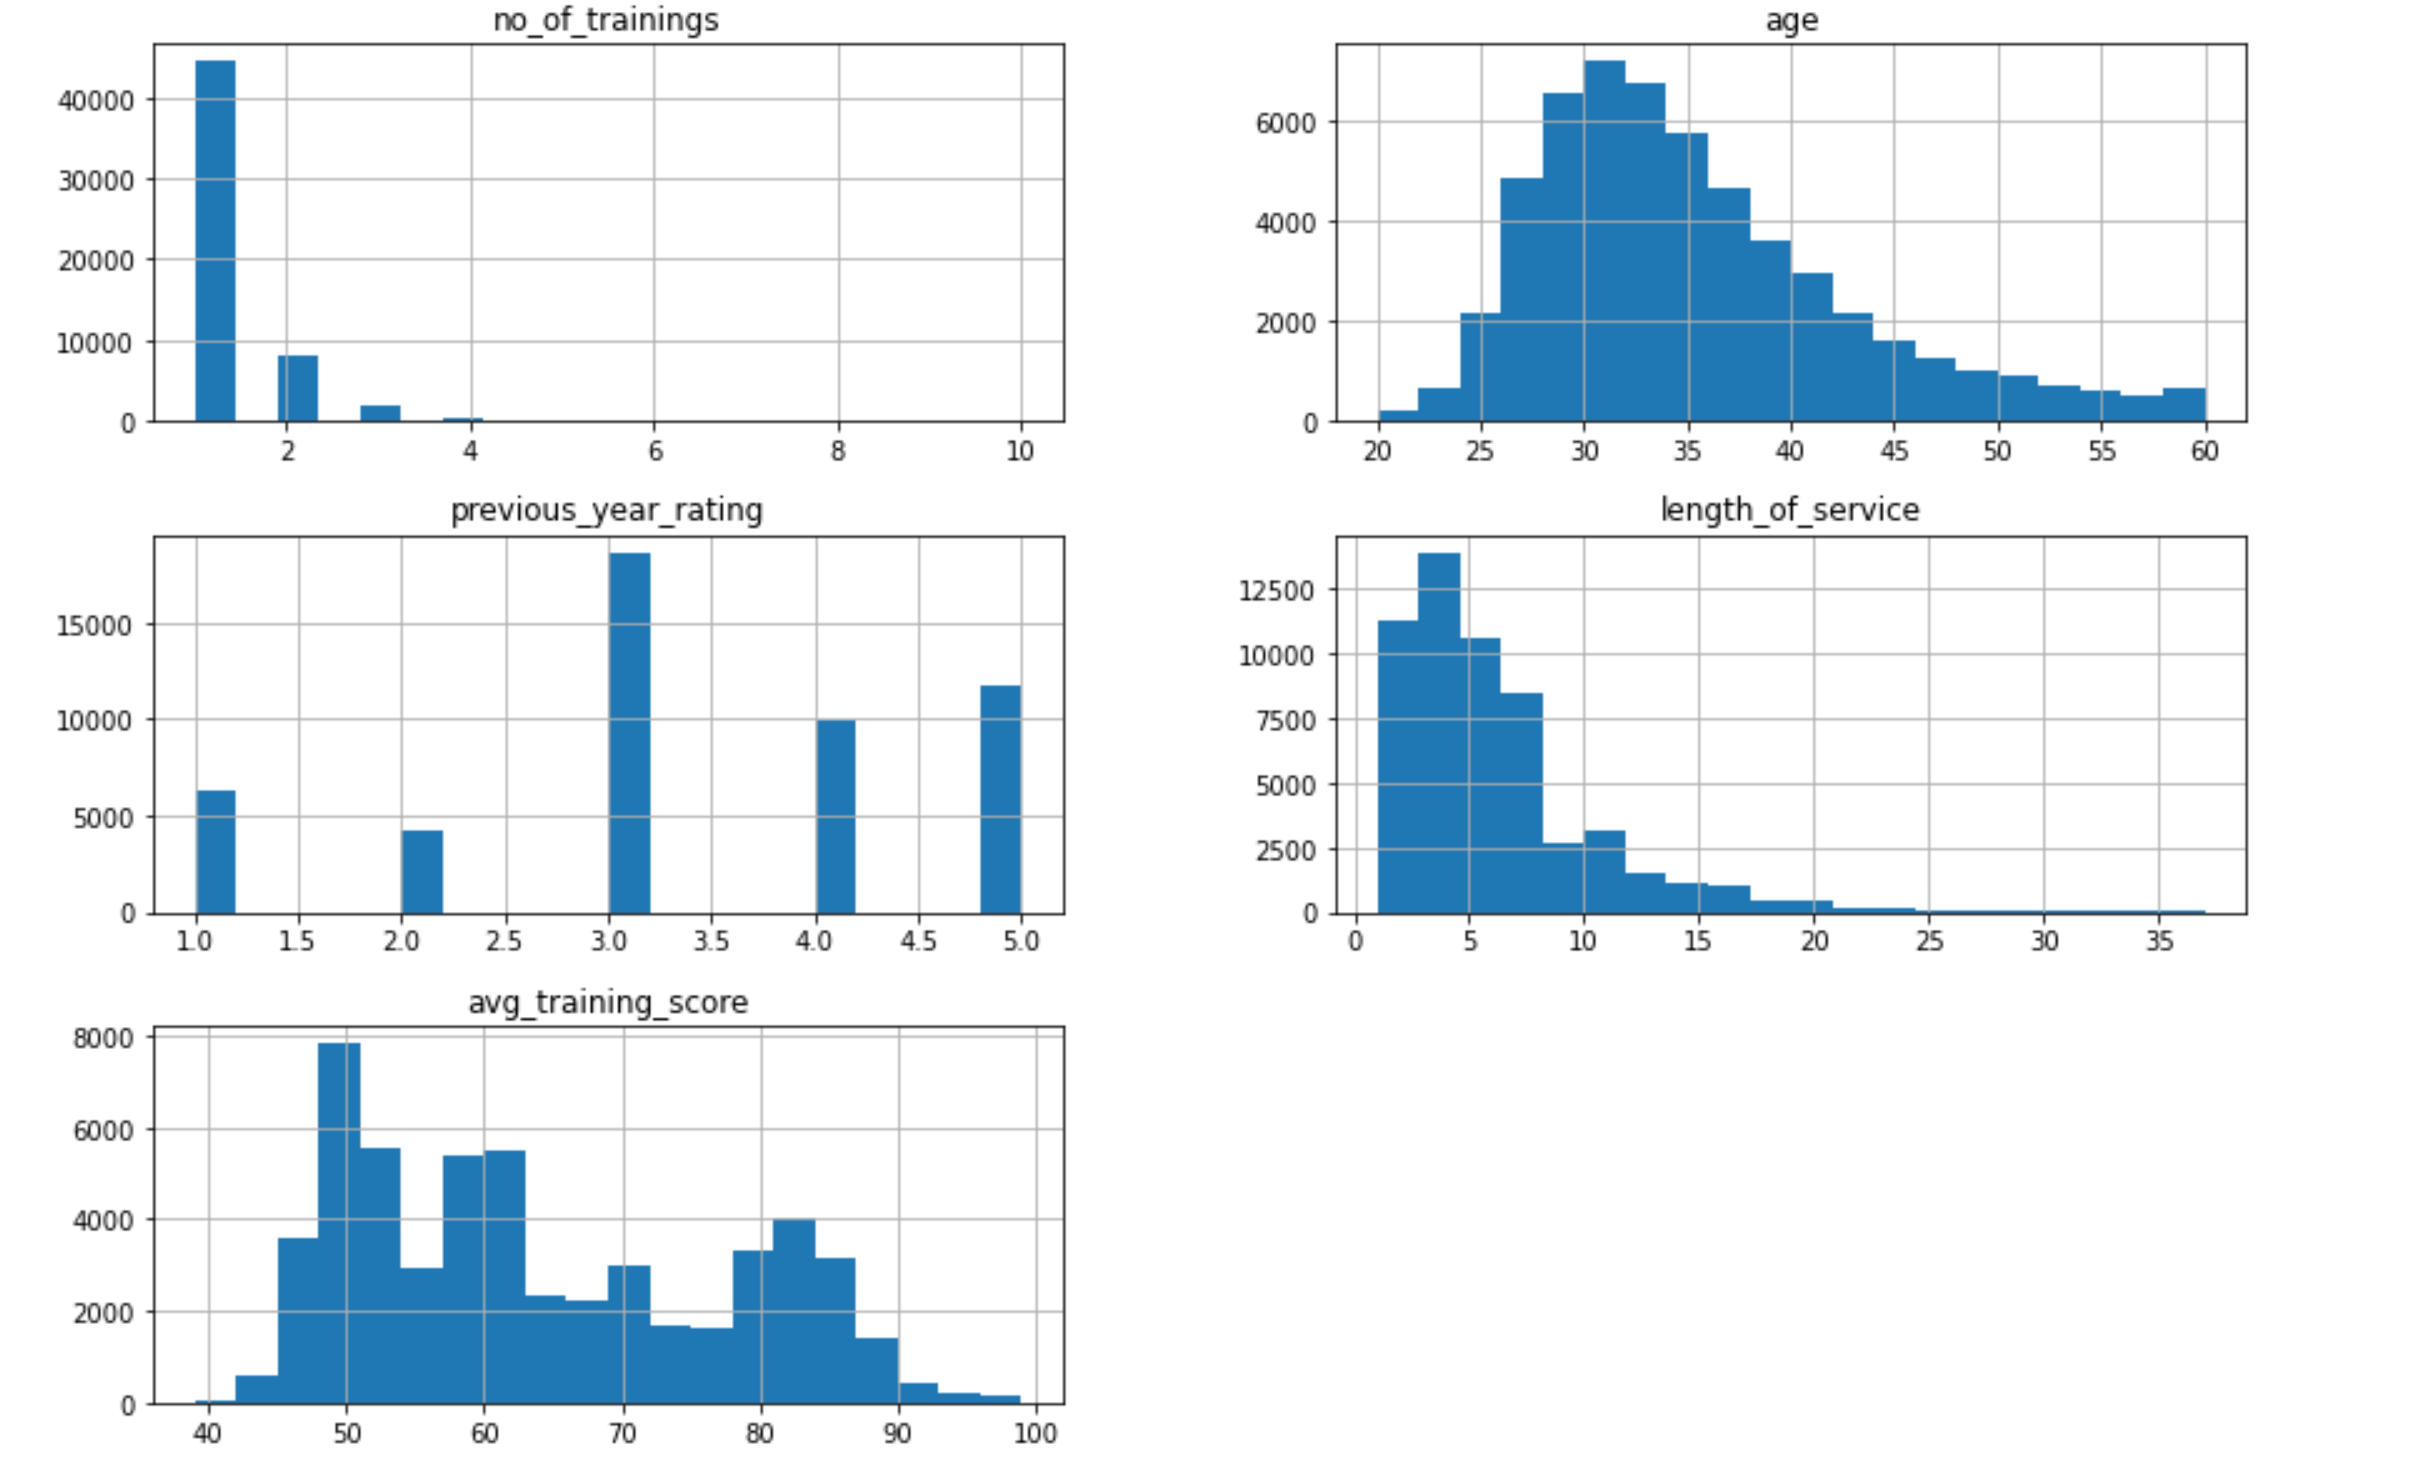 no_of_trainings
40000
30000
20000
10000
0
2 4 6 8 10
age
6000
4000
2000
0
20 25 30 35 40 45 50 55 60
previous_year_rating
15000
10000
5000
0
1.0 1.5 2.0 2.5 3.0 3.5 4.0 4.5 5.0
length_of_service
12500
10000
7500
5000
2500
0
0 5 10 15 20 25 30 35
avg_training_score
8000
6000
4000
2000
0
40 50 60 70 80 90 100